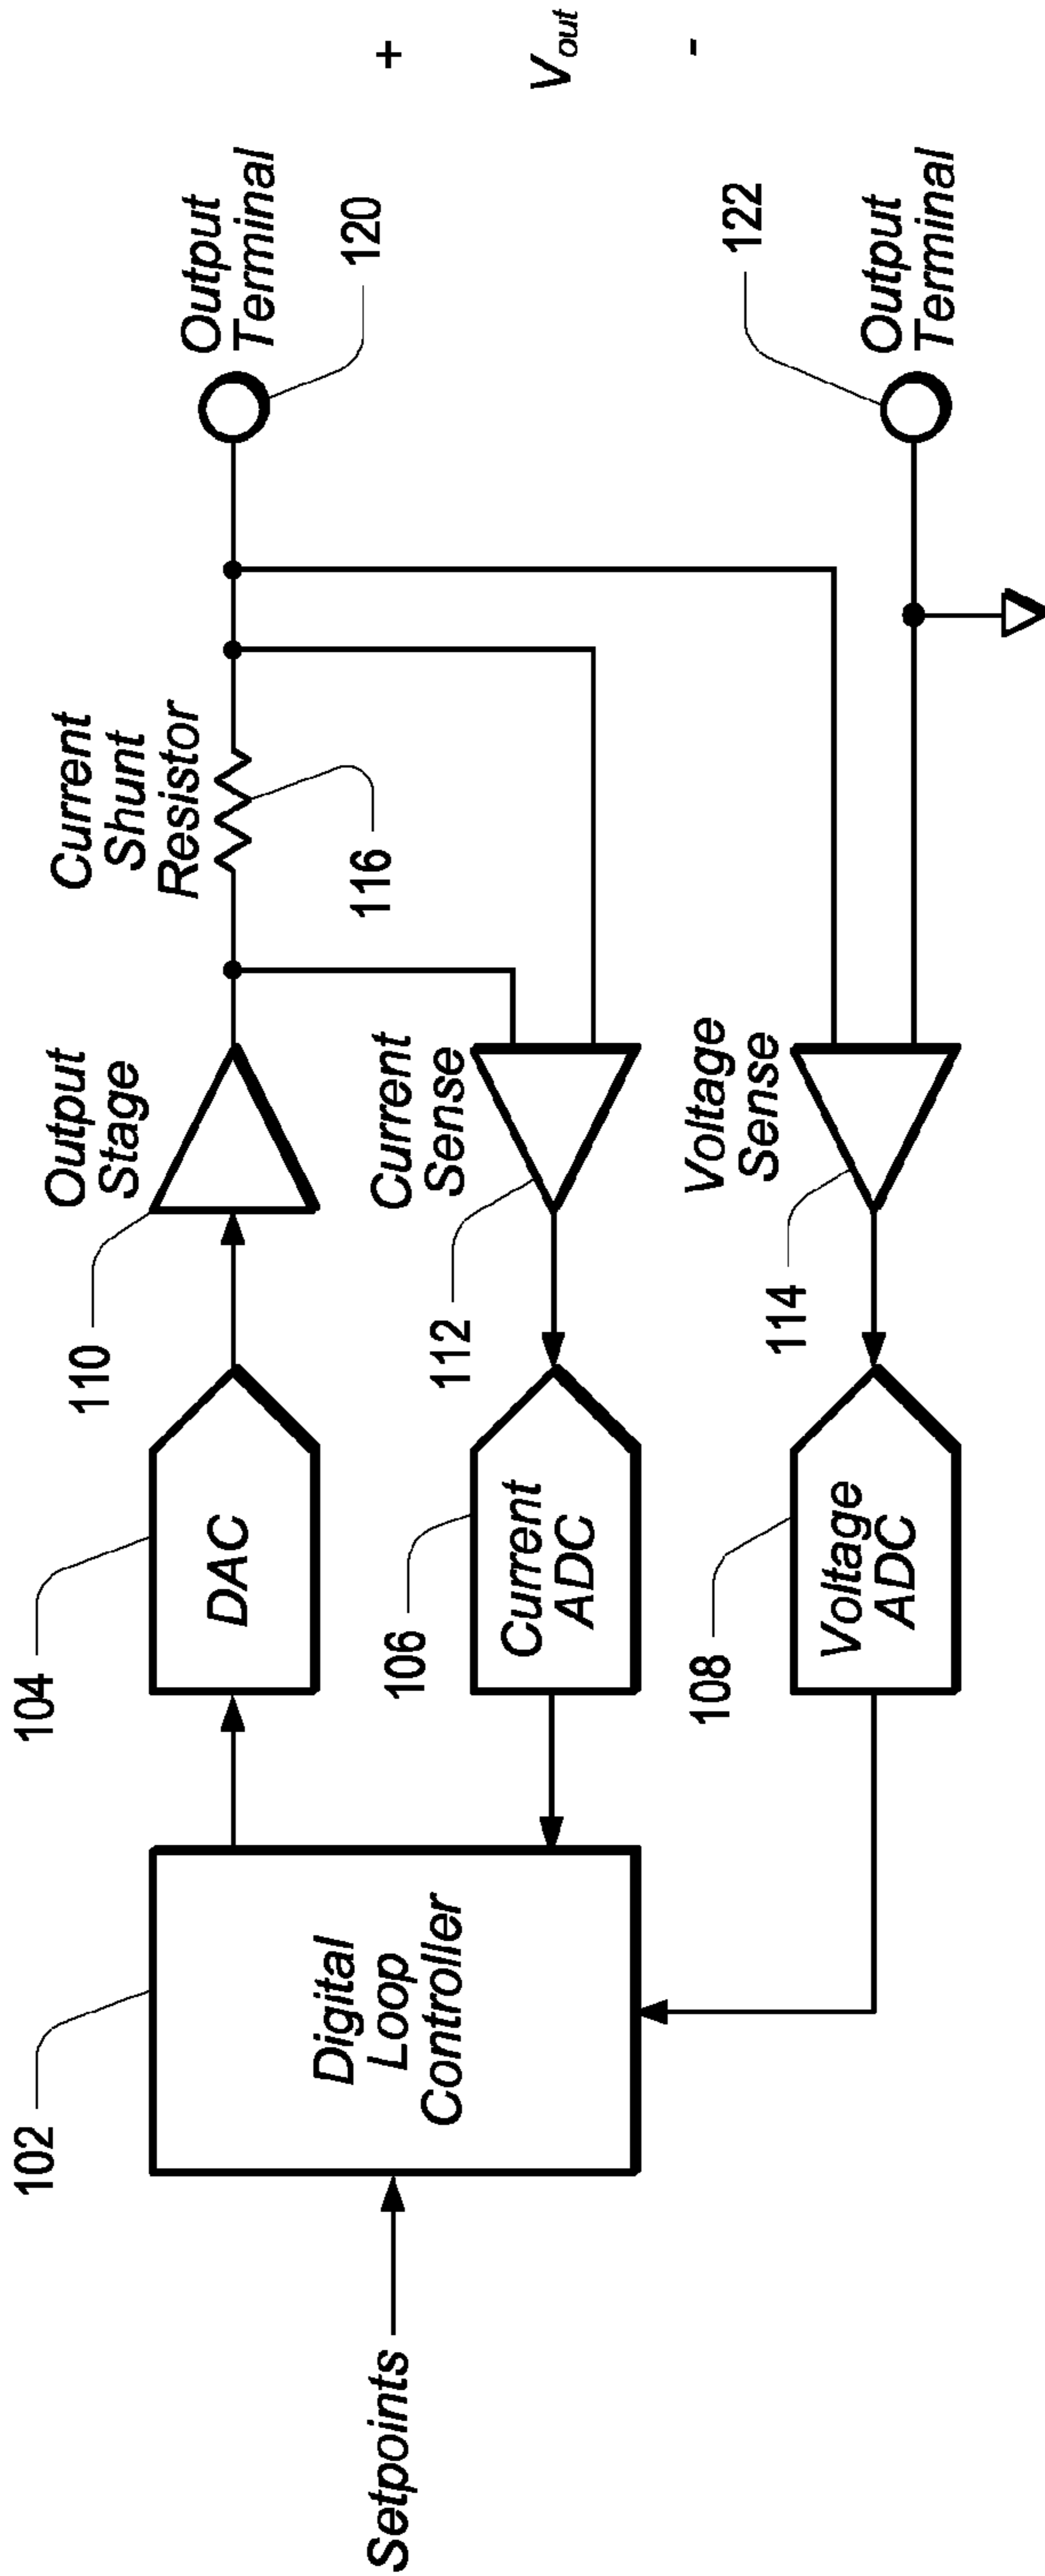 Setpoints
102
Digital
Loop
Controller
104
DAC
110
Output
Stage
Current
Shunt
Resistor
116
Output
Terminal
120
+
V out
-
106
Current
ADC
112
Current
Sense
108
Voltage
ADC
114
Voltage
Sense
122
Output
Terminal